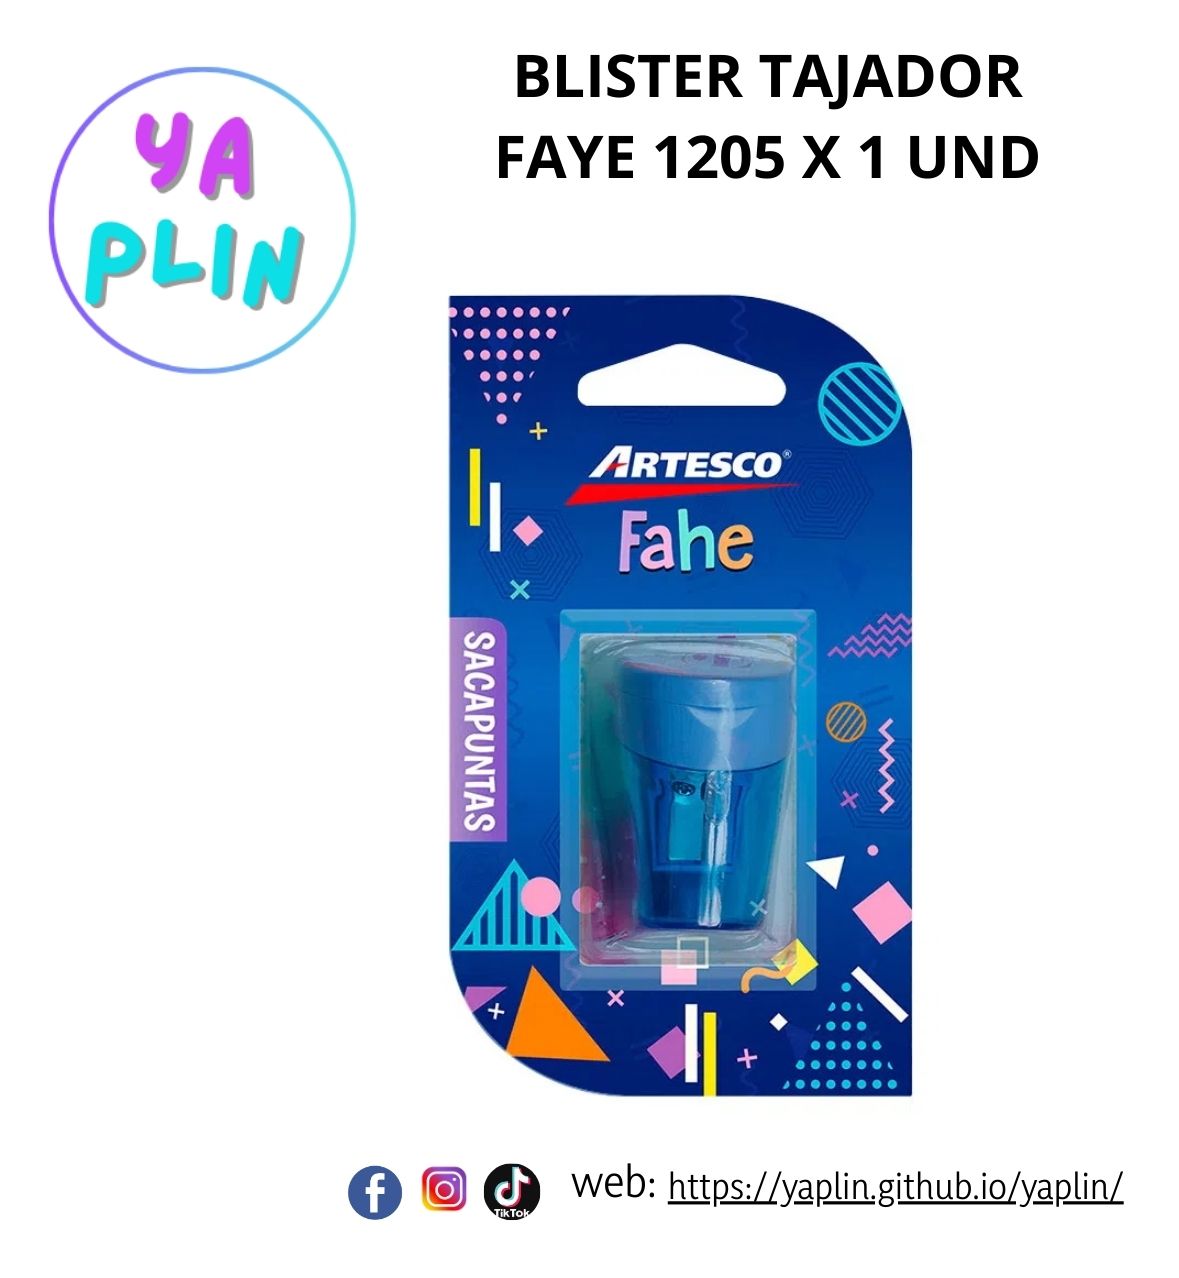 YA
PLIN
BLISTER TAJADOR
FAYE 1205 X 1 UND
ARTESCO®
Fahe
SACAPUNTAS
TikTok
web: https://yaplin.github.io/yaplin/